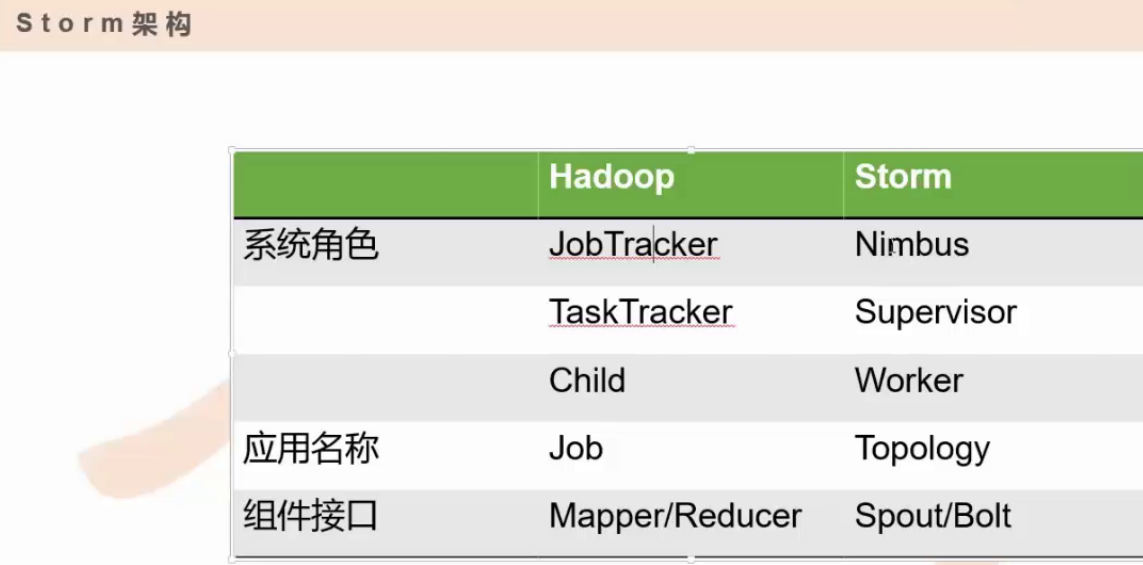 Storm架构
Hadoop Storm
系统角色 JobTracker Nimbus
TaskTracker Supervisor
Child Worker
应用名称 Job Topology
组件接口 Mapper/Reducer Spout/Bolt